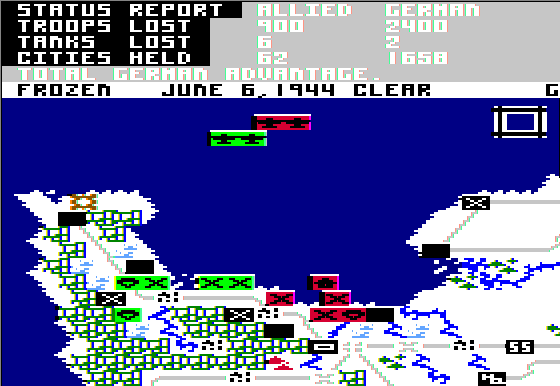 STATUS REPORT ALLIED GERMAN
TROOPS LOST 900 2400
TANKS LOST 6 2
CITIES HELD 62 1658
TOTAL GERMAN ADVANTAGE.
FROZEN JUNE 6,1944 CLEAR G
SS